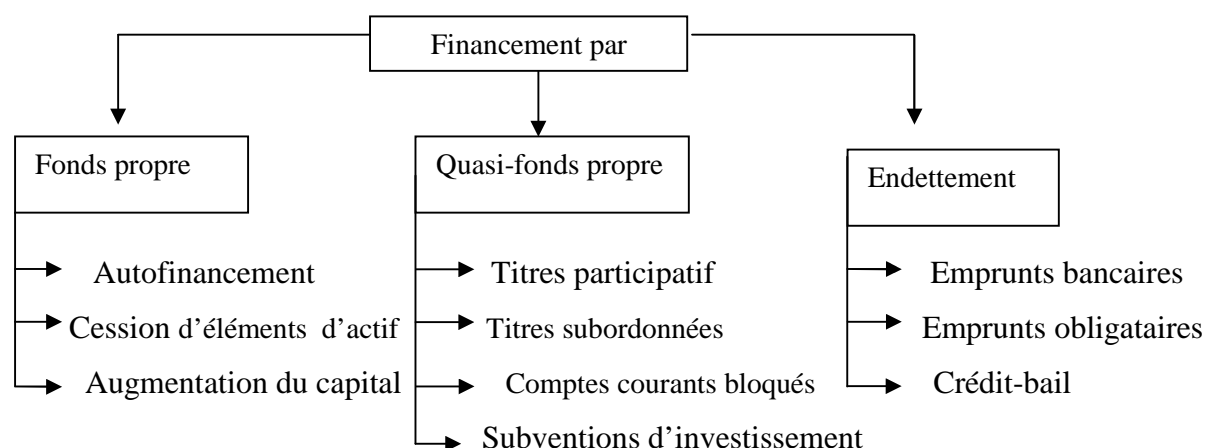 Financement par
Fonds propre
Autofinancement
Cession d'éléments d'actif
Augmentation du capital
Quasi-fonds propre
Titres participatif
Titres subordonnées
Comptes courants bloqués
Subventions d'investissement
Endettement
Emprunts bancaires
Emprunts obligataires
Crédit-bail